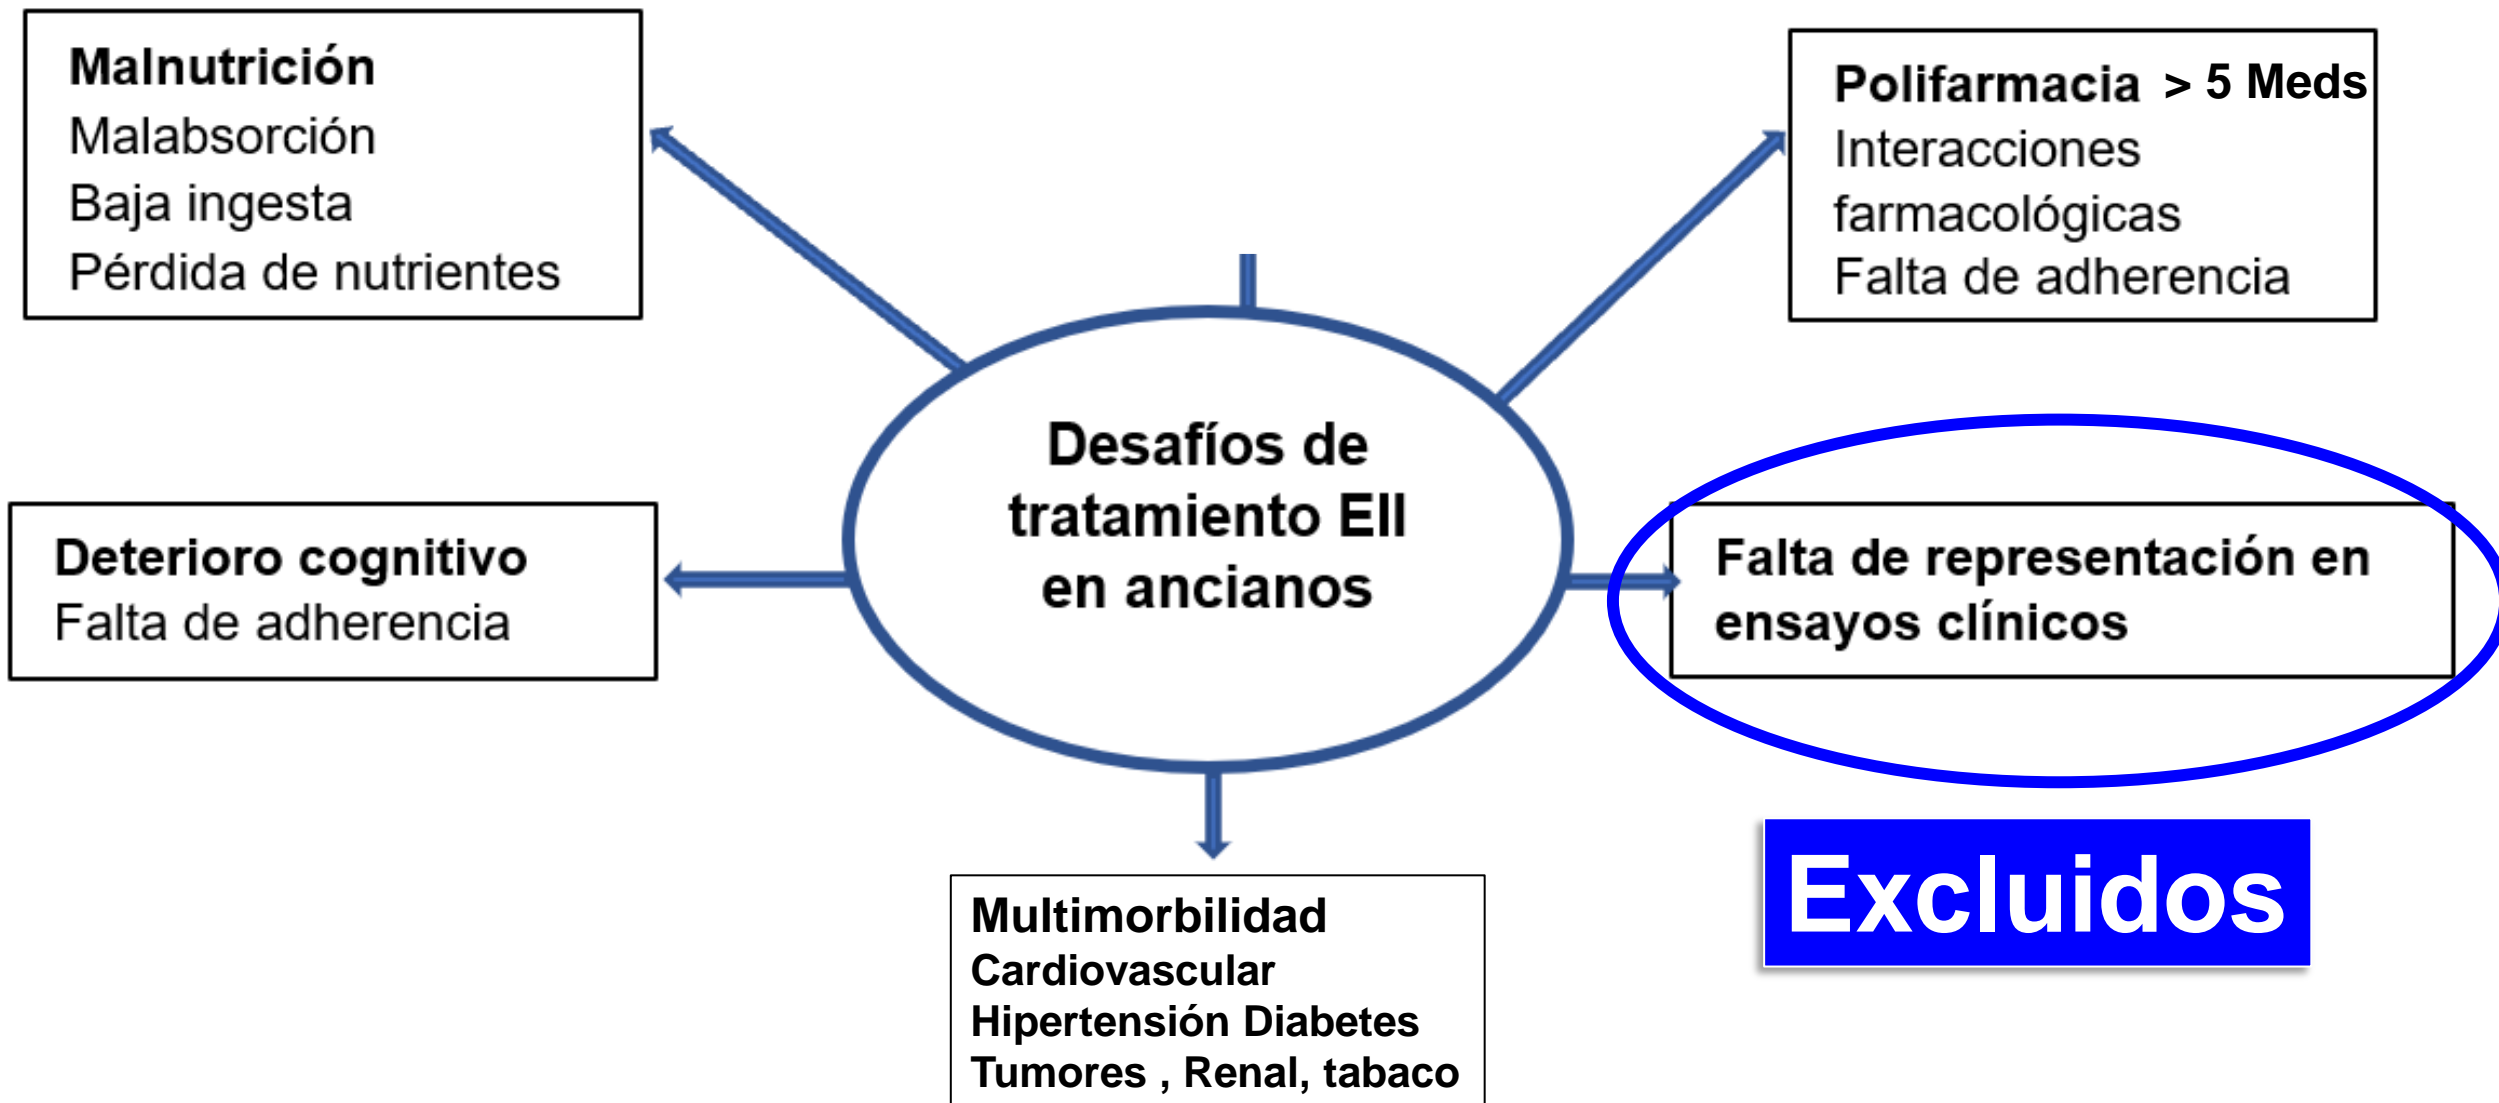 Malnutrición
Malabsorción
Baja ingesta
Pérdida de nutrientes
Polifarmacia > 5 Meds
Interacciones
farmacológicas
Falta de adherencia
Desafíos de
tratamiento EII
en ancianos
Deterioro cognitivo
Falta de adherencia
Falta de representación en
ensayos clínicos
Excluidos
Multimorbilidad
Cardiovascular
Hipertensión Diabetes
Tumores , Renal, tabaco